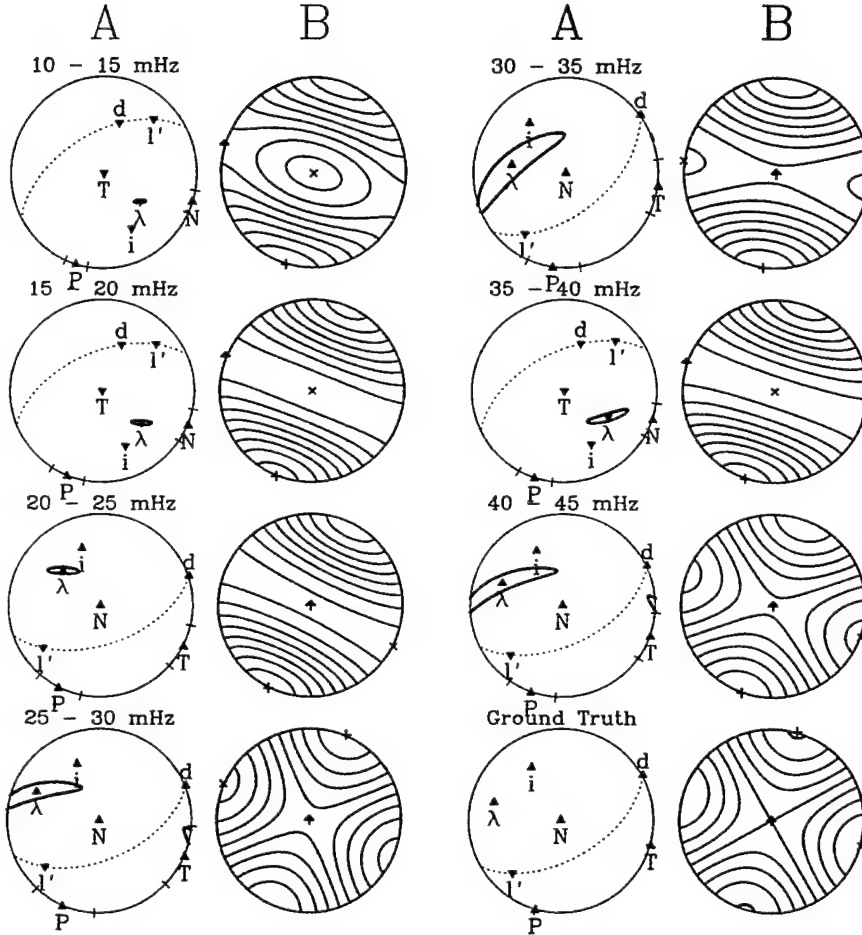 A B A B
10 – 15 mHz
d l'
T
λ N
i
P
30 – 35 mHz
d
i
λ N T
l'
P
15 20 mHz
d l'
T
λ N
i
P
35 – 40 mHz
d l'
T
λ N
i
P
20 – 25 mHz
i d
λ
N
l' T
P
40 – 45 mHz
i d
λ
N
l' T
P
25 – 30 mHz
i d
λ
N
l' T
P
Ground Truth
i d
λ
N
l' T
P